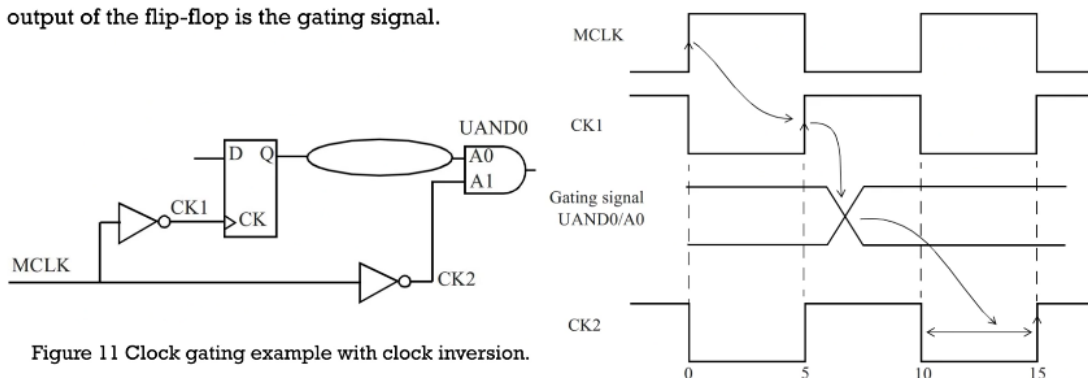 output of the flip-flop is the gating signal.
UAND0
D Q
A0
A1
CK1
CK
MCLK
CK2
Figure 11 Clock gating example with clock inversion.
MCLK
CK1
Gating signal
UAND0/A0
CK2
0 5 10 15